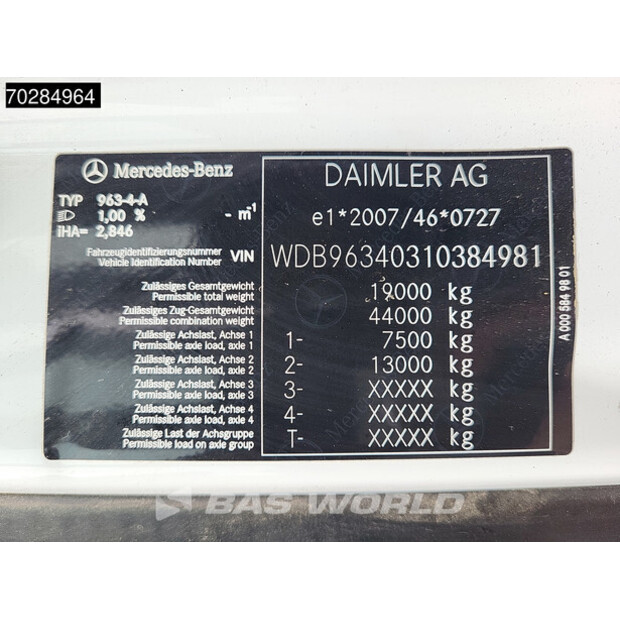 70284964
Mercedes-Benz
TYP 963-4-A
1,00 % - m⁻¹
iHA= 2,846
DAIMLER AG
e1*2007/46*0727
Fahrzeugidentifizierungsnummer
Vehicle Identification Number VIN WDB96340310384981
Zulässiges Gesamtgewicht
Permissible total weight 19000 kg
Zulässiges Zug-Gesamtgewicht
Permissible combination weight 44000 kg
Zulässige Achslast, Achse 1
Permissible axle load, axle 1 1- 7500 kg
Zulässige Achslast, Achse 2
Permissible axle load, axle 2 2- 13000 kg
Zulässige Achslast, Achse 3
Permissible axle load, axle 3 3- XXXXX kg
Zulässige Achslast, Achse 4
Permissible axle load, axle 4 4- XXXXX kg
Zulässige Last der Achsgruppe
Permissible load on axle group T- XXXXX kg
A 000 584 98 01
BAS WORLD